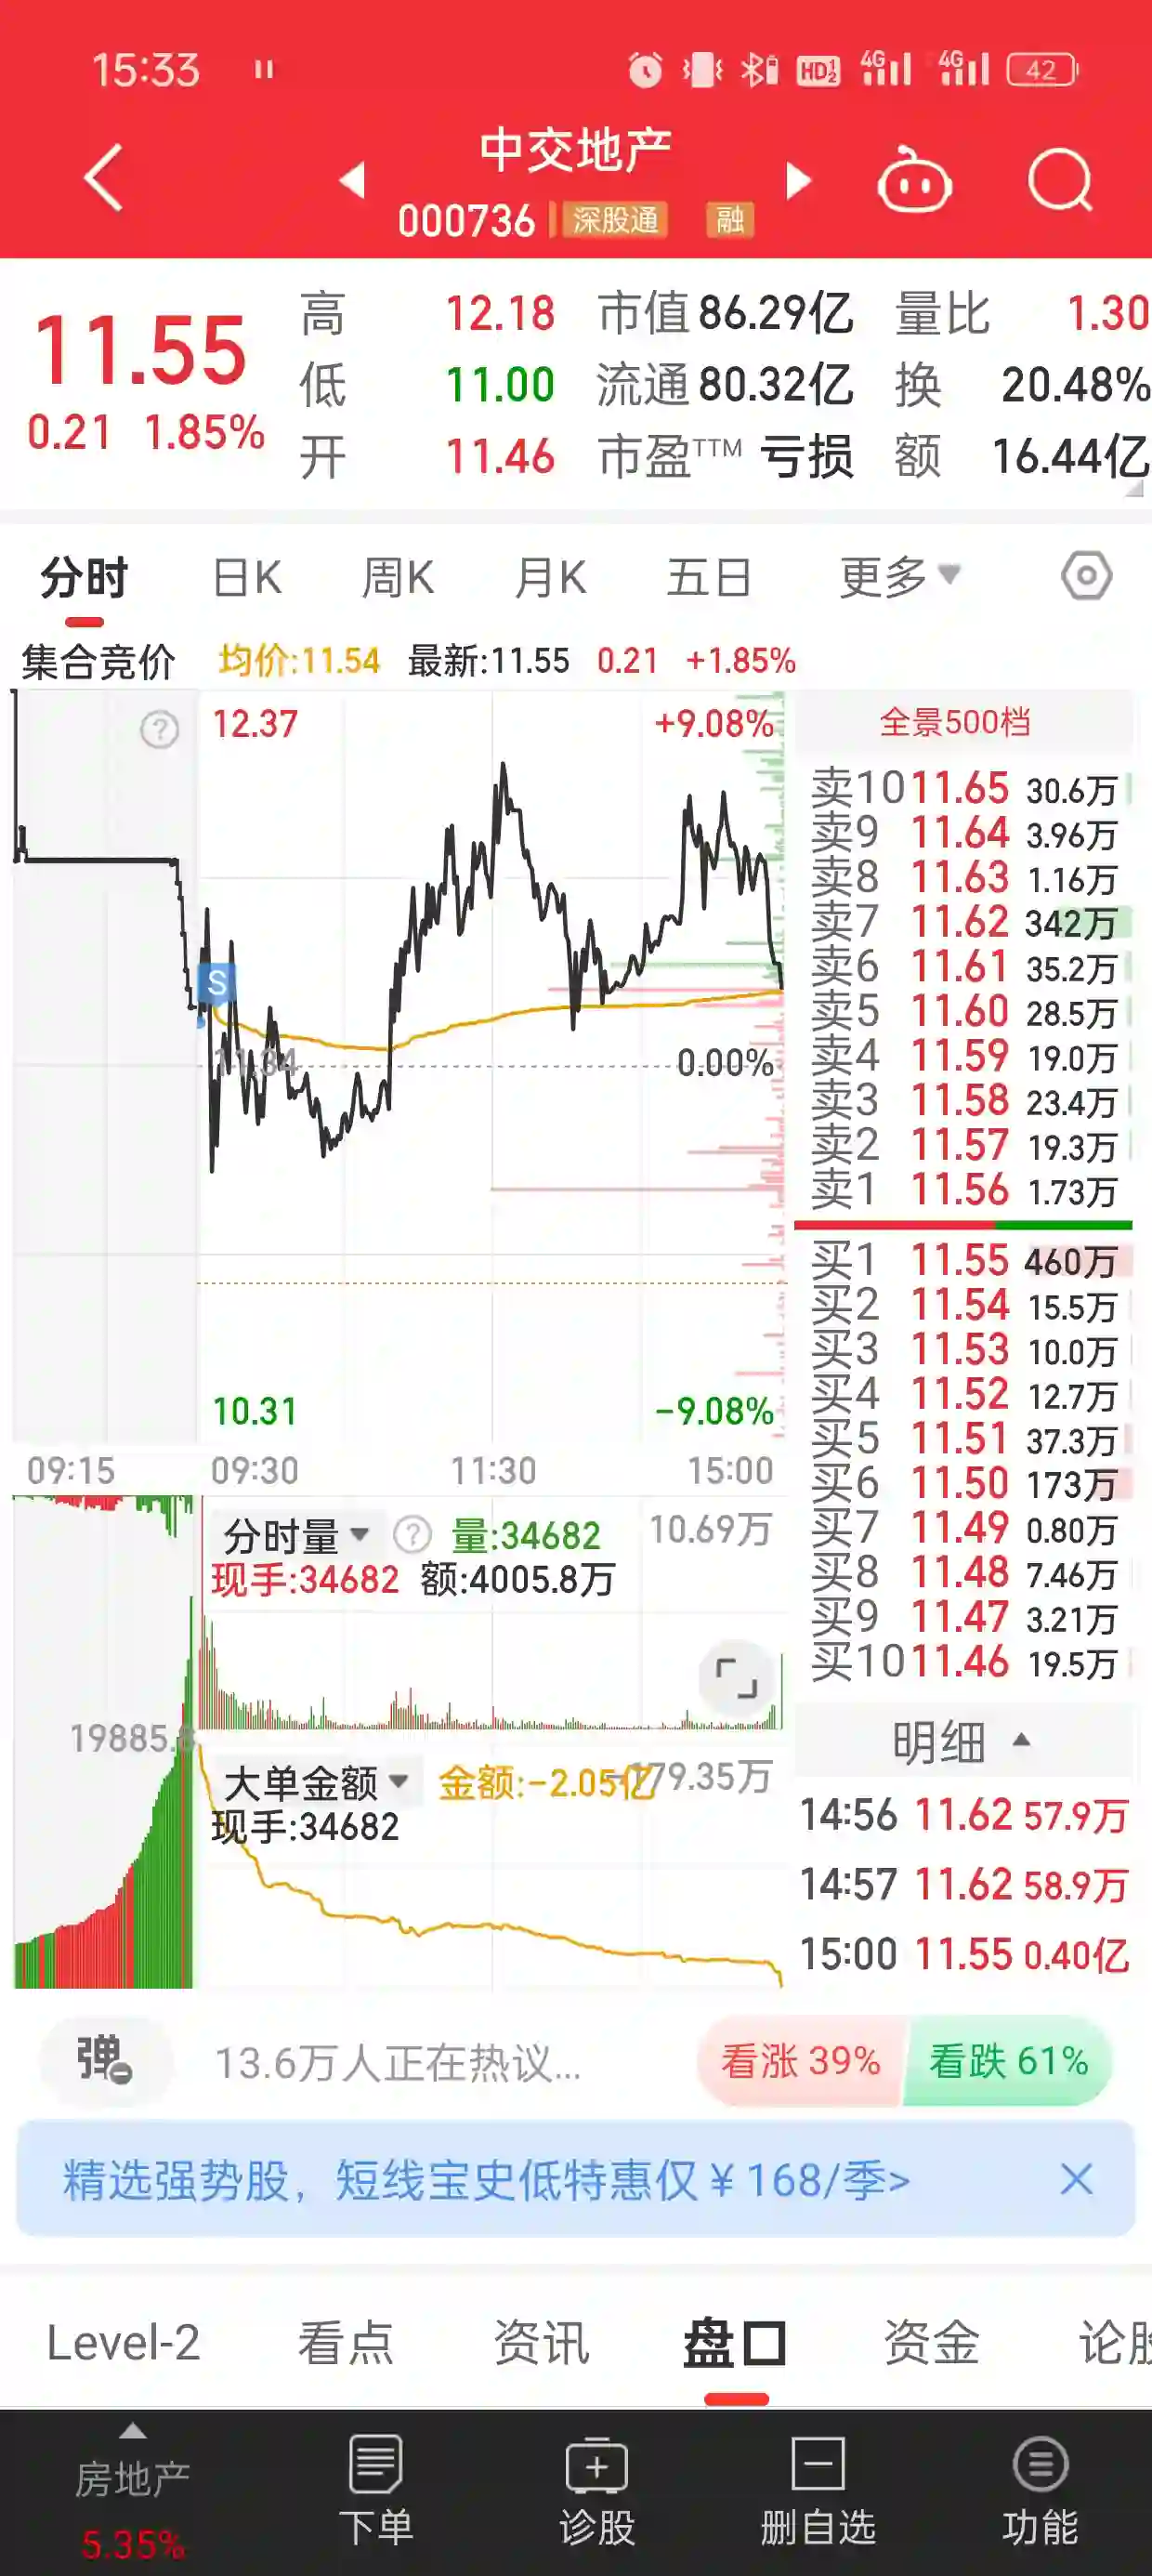 15:33 HD 4G 4G 42
中交地产
000736 深股通 融
11.55
0.21 1.85%
高 12.18 市值 86.29亿 量比 1.30
低 11.00 流通 80.32亿 换 20.48%
开 11.46 市盈TTM 亏损 额 16.44亿
分时 日K 周K 月K 五日 更多
集合竞价 均价:11.54 最新:11.55 0.21 +1.85%
12.37 +9.08%
S
11.34 0.00%
10.31 -9.08%
09:15 09:30 11:30 15:00
分时量 ? 量:34682 10.69万
现手:34682 额:4005.8万
19885.8
大单金额 金额:-2.05亿 -179.35万
现手:34682
全景500档
卖10 11.65 30.6万
卖9 11.64 3.96万
卖8 11.63 1.16万
卖7 11.62 342万
卖6 11.61 35.2万
卖5 11.60 28.5万
卖4 11.59 19.0万
卖3 11.58 23.4万
卖2 11.57 19.3万
卖1 11.56 1.73万
买1 11.55 460万
买2 11.54 15.5万
买3 11.53 10.0万
买4 11.52 12.7万
买5 11.51 37.3万
买6 11.50 173万
买7 11.49 0.80万
买8 11.48 7.46万
买9 11.47 3.21万
买10 11.46 19.5万
明细
14:56 11.62 57.9万
14:57 11.62 58.9万
15:00 11.55 0.40亿
弹 13.6万人正在热议... 看涨 39% 看跌 61%
精选强势股，短线宝史低特惠仅￥168/季>
Level-2 看点 资讯 盘口 资金 论股
房地产
5.35%
下单 诊股 删自选 功能